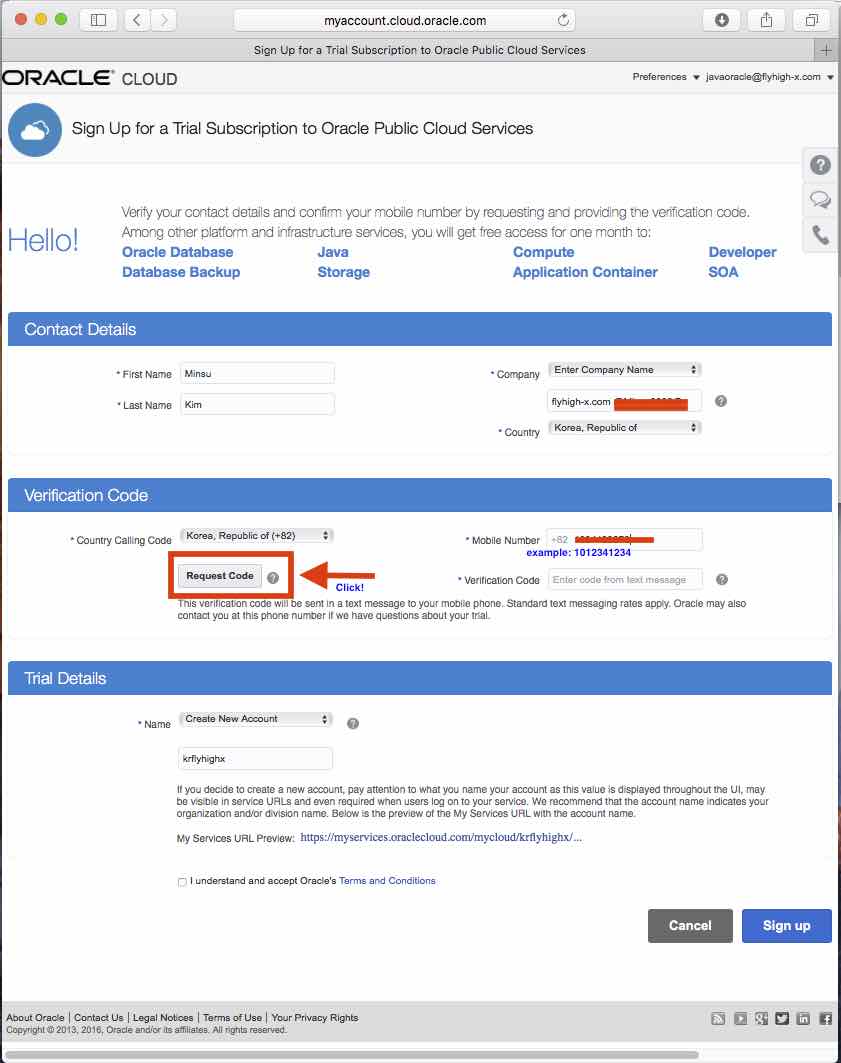 myaccount.cloud.oracle.com
Sign Up for a Trial Subscription to Oracle Public Cloud Services
ORACLE® CLOUD
Preferences javaoracle@flyhigh-x.com
Sign Up for a Trial Subscription to Oracle Public Cloud Services
Hello!
Verify your contact details and confirm your mobile number by requesting and providing the verification code.
Among other platform and infrastructure services, you will get free access for one month to:
Oracle Database Java Compute Developer
Database Backup Storage Application Container SOA
Contact Details
* First Name Minsu
* Company Enter Company Name
* Last Name Kim
flyhigh-x.com
* Country Korea, Republic of
Verification Code
* Country Calling Code Korea, Republic of (+82)
* Mobile Number +82
example: 1012341234
Request Code
Click!
* Verification Code Enter code from text message
This verification code will be sent in a text message to your mobile phone. Standard text messaging rates apply. Oracle may also
contact you at this phone number if we have questions about your trial.
Trial Details
* Name Create New Account
krflyhighx
If you decide to create a new account, pay attention to what you name your account as this value is displayed throughout the UI, may
be visible in service URLs and even required when users log on to your service. We recommend that the account name indicates your
organization and/or division name. Below is the preview of the My Services URL with the account name.
My Services URL Preview: https://myservices.oraclecloud.com/mycloud/krflyhighx/...
I understand and accept Oracle's Terms and Conditions
Cancel Sign up
About Oracle | Contact Us | Legal Notices | Terms of Use | Your Privacy Rights
Copyright © 2013, 2016, Oracle and/or its affiliates. All rights reserved.